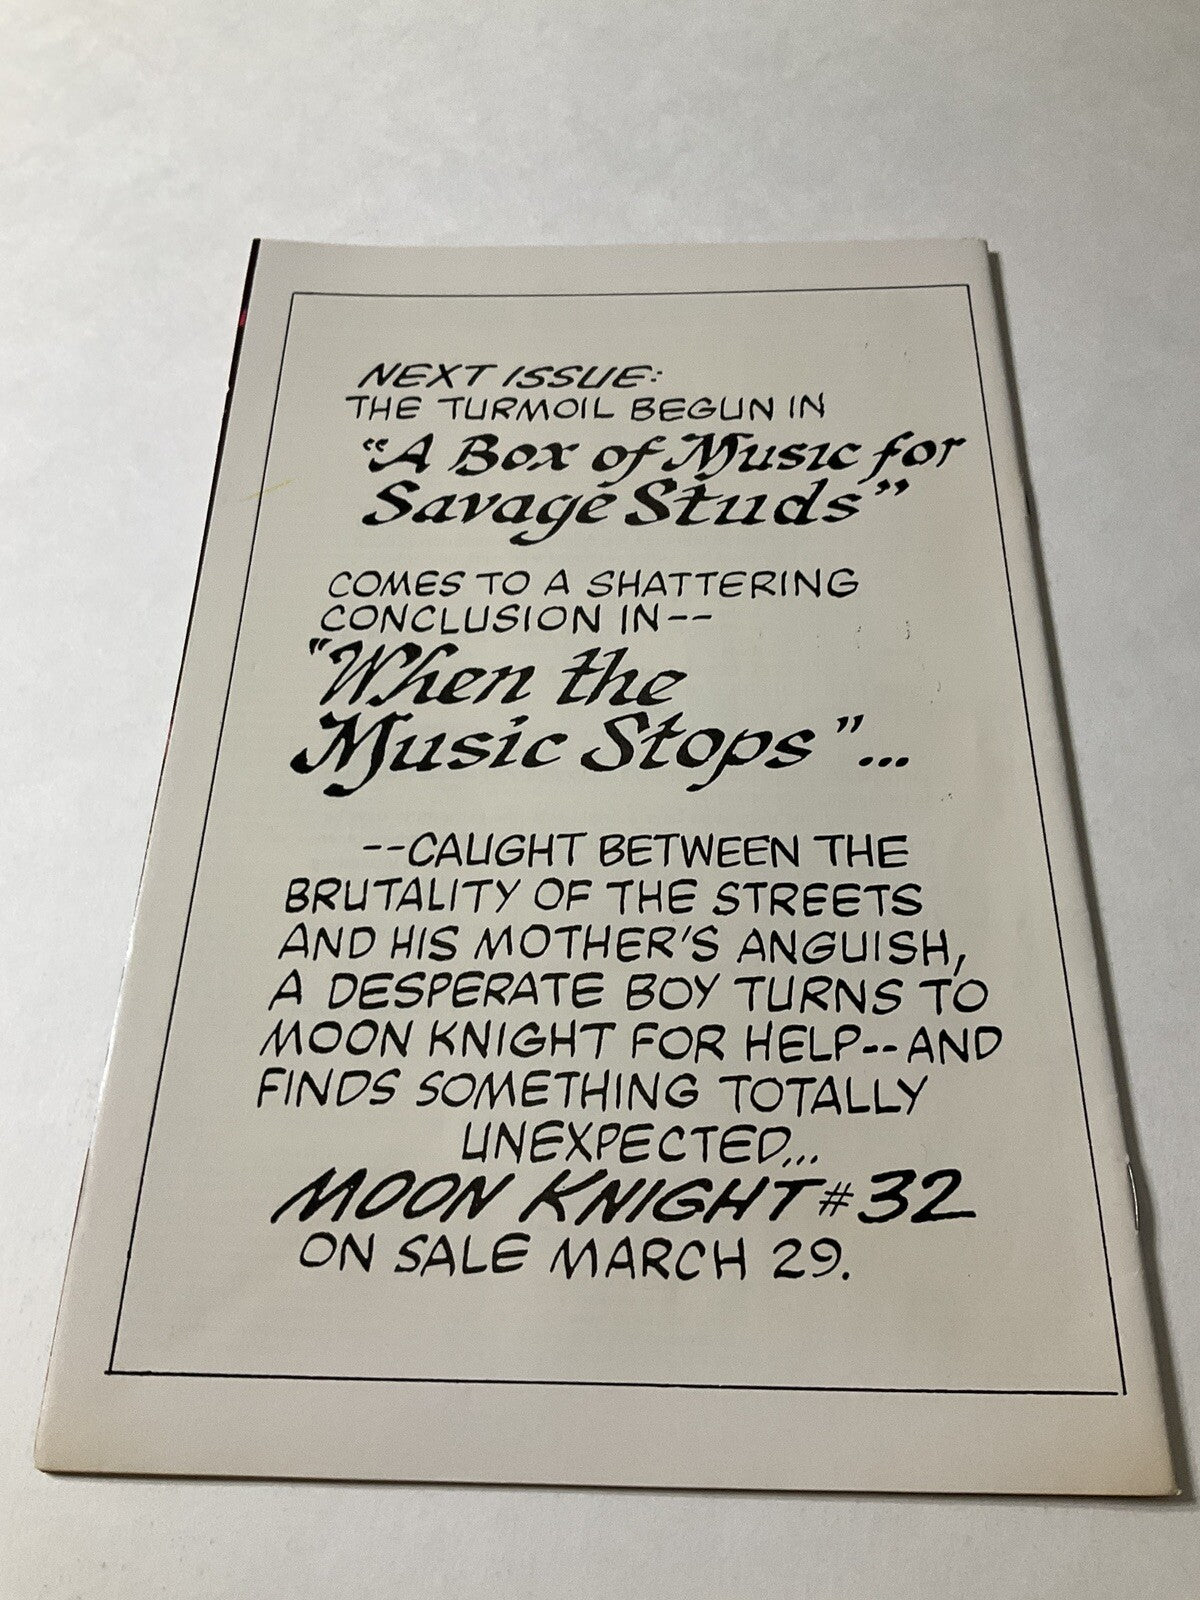 NEXT ISSUE:
THE TURMOIL BEGUN IN
"A Box of Music for
Savage Studs"
COMES TO A SHATTERING
CONCLUSION IN--
"When the
Music Stops"...
--CAUGHT BETWEEN THE
BRUTALITY OF THE STREETS
AND HIS MOTHER'S ANGUISH,
A DESPERATE BOY TURNS TO
MOON KNIGHT FOR HELP--AND
FINDS SOMETHING TOTALLY
UNEXPECTED...
MOON KNIGHT #32
ON SALE MARCH 29.